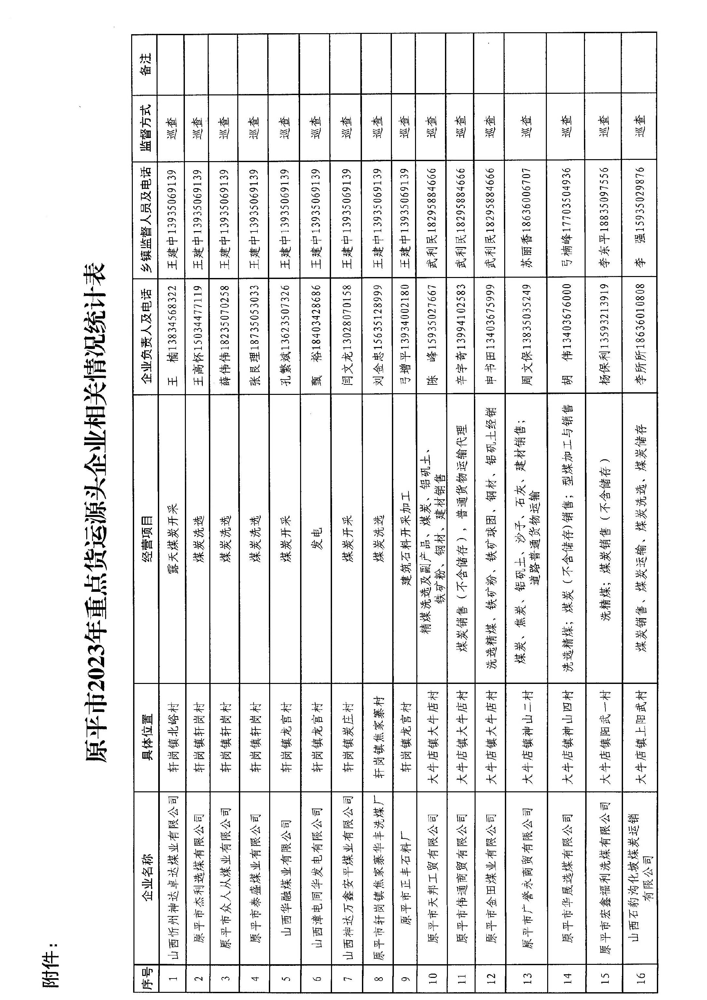 附件：
原平市2023年重点货运源头企业相关情况统计表
序号 企业名称 具体位置 经营项目 企业负责人及电话 乡镇监督人员及电话 监督方式 备注
1 山西忻州神达卓达煤业有限公司 轩岗镇北峪村 露天煤炭开采 王　楠13834568322 王建中13935069139 巡查
2 原平市杰利选煤有限公司 轩岗镇轩岗村 煤炭洗选 王高怀15034477119 王建中13935069139 巡查
3 原平市众人从煤业有限公司 轩岗镇轩岗村 煤炭洗选 薛伟伟18235070258 王建中13935069139 巡查
4 原平市泰盛煤业有限公司 轩岗镇轩岗村 煤炭洗选 张良理18735053033 王建中13935069139 巡查
5 山西华融煤业有限公司 轩岗镇龙宫村 煤炭开采 孔繁斌13623507326 王建中13935069139 巡查
6 山西漳电同华发电有限公司 轩岗镇龙宫村 发电 甄　裕18403428686 王建中13935069139 巡查
7 山西神达万鑫安平煤业有限公司 轩岗镇炭庄村 煤炭开采 闫文龙13028070158 王建中13935069139 巡查
8 原平市轩岗镇焦家寨华丰洗煤厂 轩岗镇焦家寨村 煤炭洗选 刘金忠15635128999 王建中13935069139 巡查
9 原平市正丰石料厂 轩岗镇龙宫村 建筑石料开采加工 弓增平13934002180 王建中13935069139 巡查
10 原平市天邦工贸有限公司 大牛店镇大牛店村 精煤洗选及副产品、煤炭、铝矾土、
铁矿粉、钢材、建材销售 陈　峰15935027667 武利民18295884666 巡查
11 原平市伟通商贸有限公司 大牛店镇大牛店村 煤炭销售（不含储存），普通货物运输代理 辛宇奇13994102583 武利民18295884666 巡查
12 原平市金田煤业有限公司 大牛店镇大牛店村 洗选精煤、铁矿粉、铁矿球团、钢材、铝矾土经销 申书田13403675999 武利民18295884666 巡查
13 原平市广誉永商贸有限公司 大牛店镇神山二村 煤炭、焦炭、铝矾土、沙子、石灰、建材销售；
道路普通货物运输 周文保13835035249 苏丽香18636006707 巡查
14 原平市华晟选煤有限公司 大牛店镇神山四村 洗选精煤；煤炭（不含储存）销售；型煤加工与销售 胡　伟13403676000 弓楠峰17703504936 巡查
15 原平市宏鑫福利洗煤有限公司 大牛店镇阳武一村 洗精煤；煤炭销售（不含储存） 杨保利13593213919 李东平18835097556 巡查
16 山西石豹沟化坡煤炭运销
有限公司 大牛店镇上阳武村 煤炭销售、煤炭运输、煤炭洗选、煤炭储存 李所所18636010808 李　强15935029876 巡查